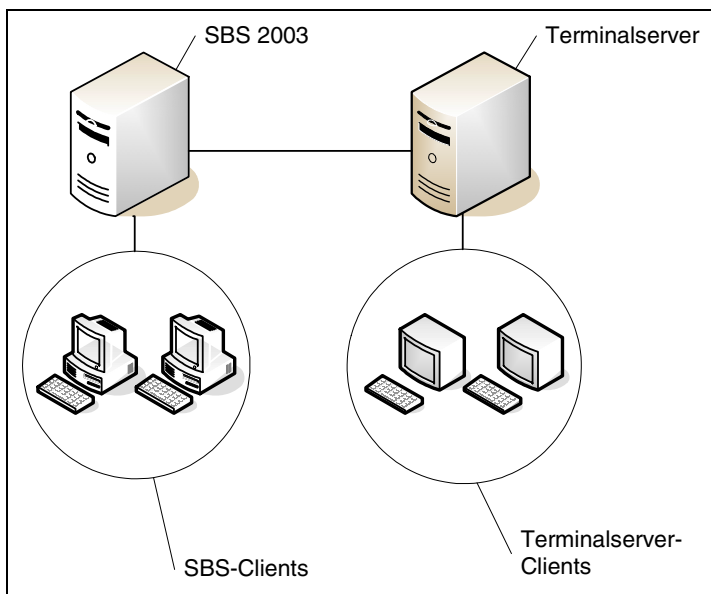 SBS 2003
Terminalserver
SBS-Clients
Terminalserver-
Clients